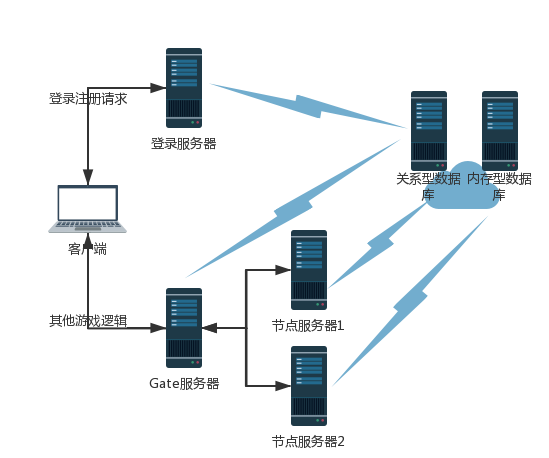 登录注册请求
登录服务器
关系型数据
库
内存型数据
库
客户端
其他游戏逻辑
节点服务器1
Gate服务器
节点服务器2